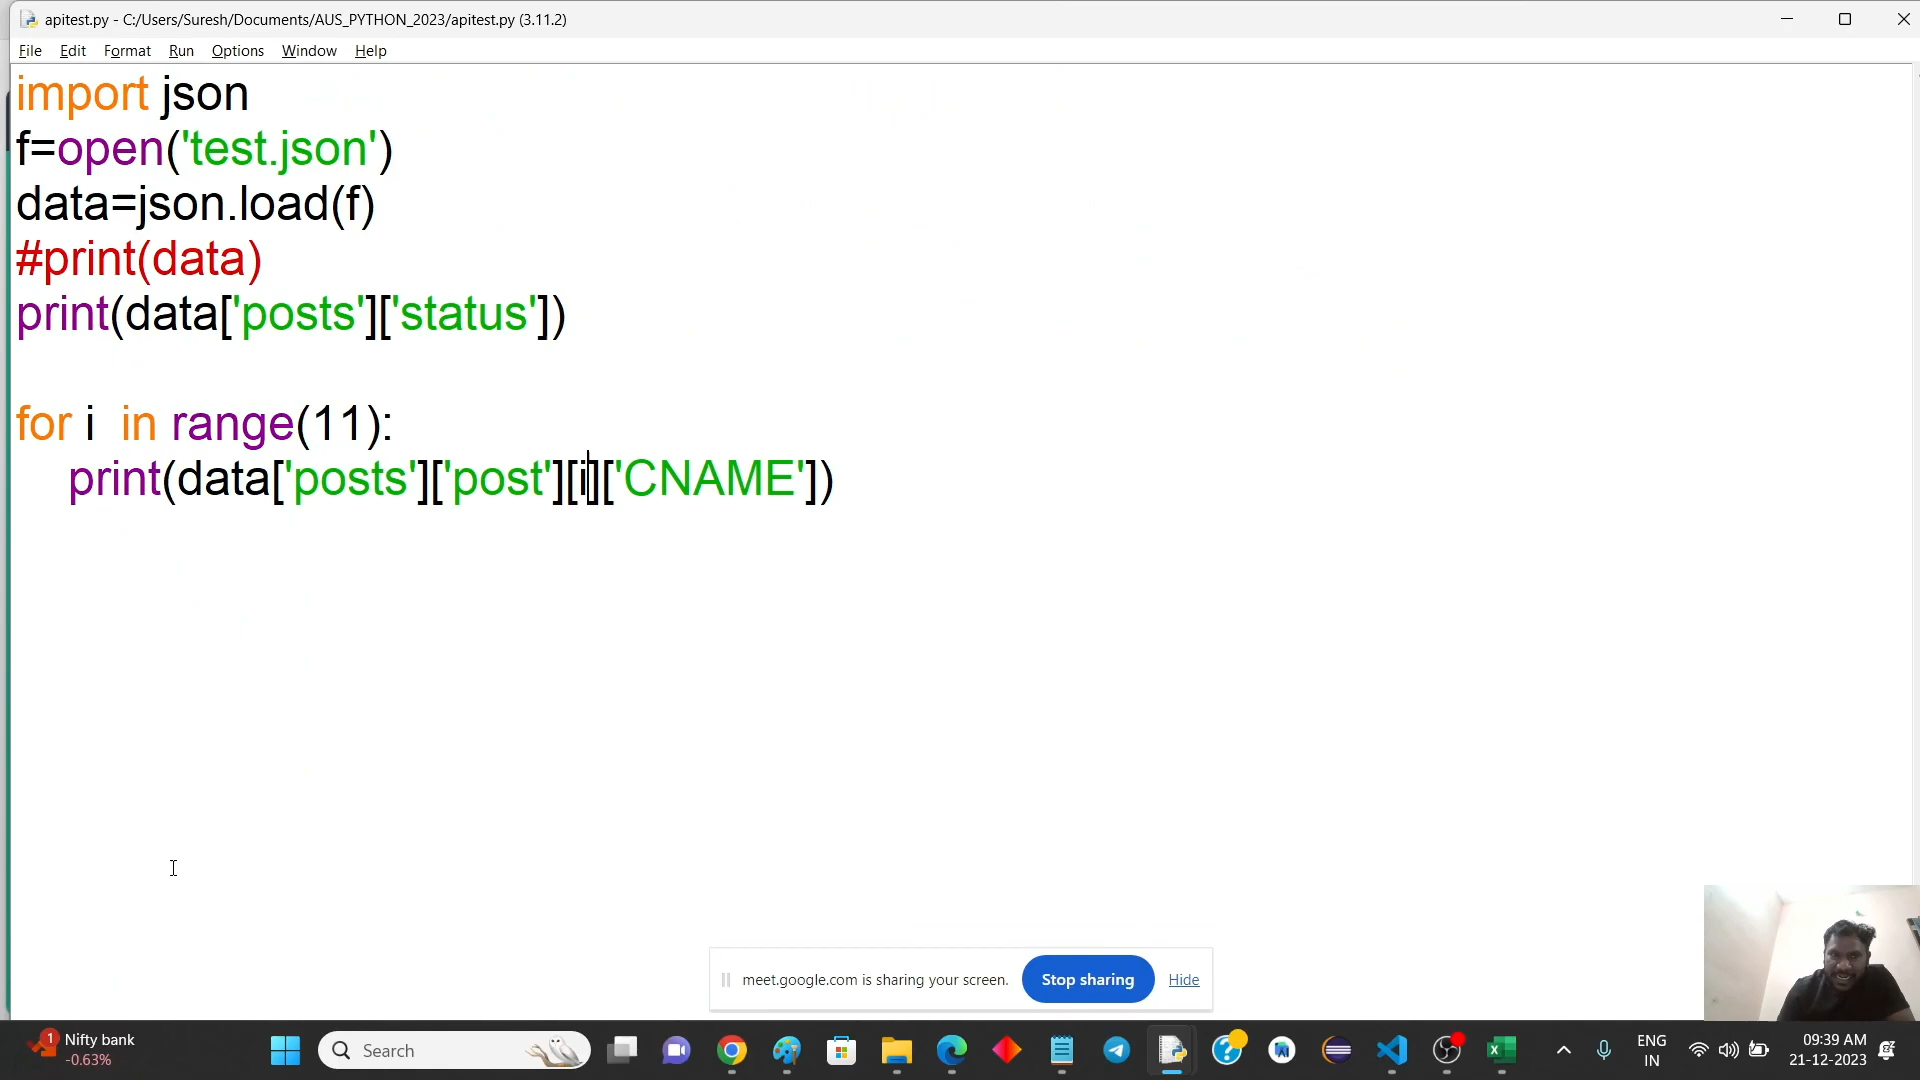 apitest.py - C:/Users/Suresh/Documents/AUS_PYTHON_2023/apitest.py (3.11.2)
File Edit Format Run Options Window Help
import json
f=open('test.json')
data=json.load(f)
#print(data)
print(data['posts']['status'])
for i  in range(11):
    print(data['posts']['post'][i]['CNAME'])
meet.google.com is sharing your screen. Stop sharing Hide
1 Nifty bank
-0.63%
Search
ENG
IN
09:39 AM
21-12-2023